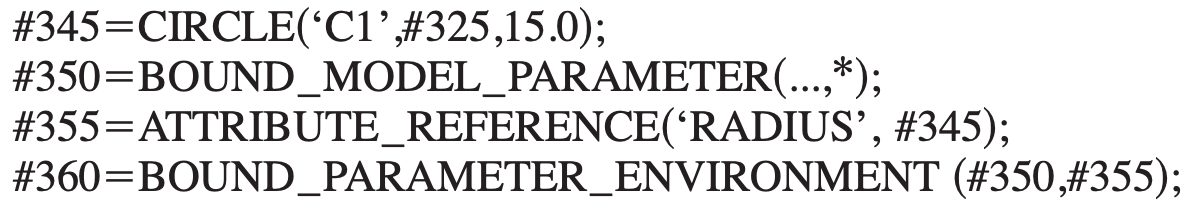 #345=CIRCLE(‘C1’,#325,15.0);
#350=BOUND_MODEL_PARAMETER(...,*);
#355=ATTRIBUTE_REFERENCE(‘RADIUS’, #345);
#360=BOUND_PARAMETER_ENVIRONMENT (#350,#355);